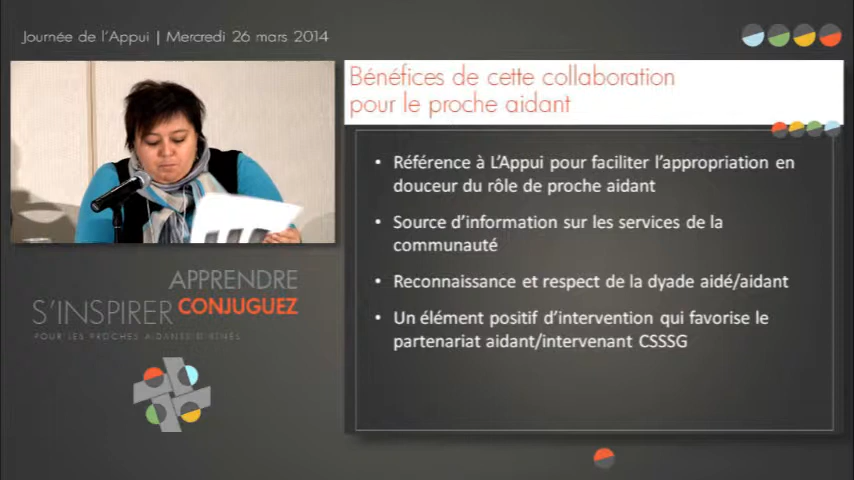 Journée de l'Appui | Mercredi 26 mars 2014
Bénéfices de cette collaboration
pour le proche aidant
• Référence à L'Appui pour faciliter l'appropriation en
douceur du rôle de proche aidant
• Source d'information sur les services de la
communauté
• Reconnaissance et respect de la dyade aidé/aidant
• Un élément positif d'intervention qui favorise le
partenariat aidant/intervenant CSSSG
APPRENDRE
S'INSPIRER CONJUGUEZ
POUR LES PROCHES AIDANTS D'AÎNÉS